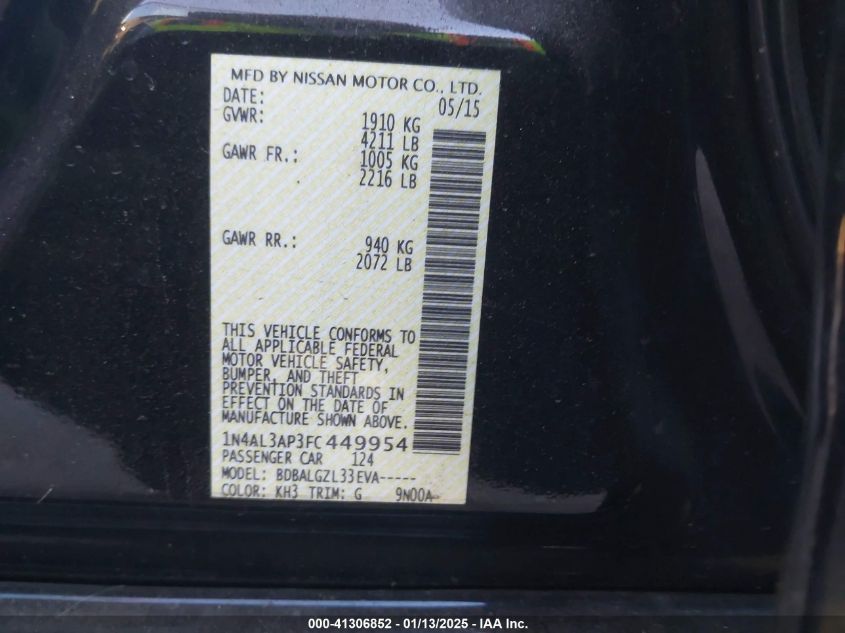 MFD BY NISSAN MOTOR CO., LTD.
DATE: 05/15
GVWR: 1910 KG
4211 LB
GAWR FR.: 1005 KG
2216 LB
GAWR RR.: 940 KG
2072 LB
THIS VEHICLE CONFORMS TO
ALL APPLICABLE FEDERAL
MOTOR VEHICLE SAFETY,
BUMPER, AND THEFT
PREVENTION STANDARDS IN
EFFECT ON THE DATE OF
MANUFACTURE SHOWN ABOVE.
1N4AL3AP3FC449954
PASSENGER CAR 124
MODEL: BDBALGZL33EVA-----
COLOR: KH3 TRIM: G 9N00A-
000-41306852 - 01/13/2025 - IAA Inc.